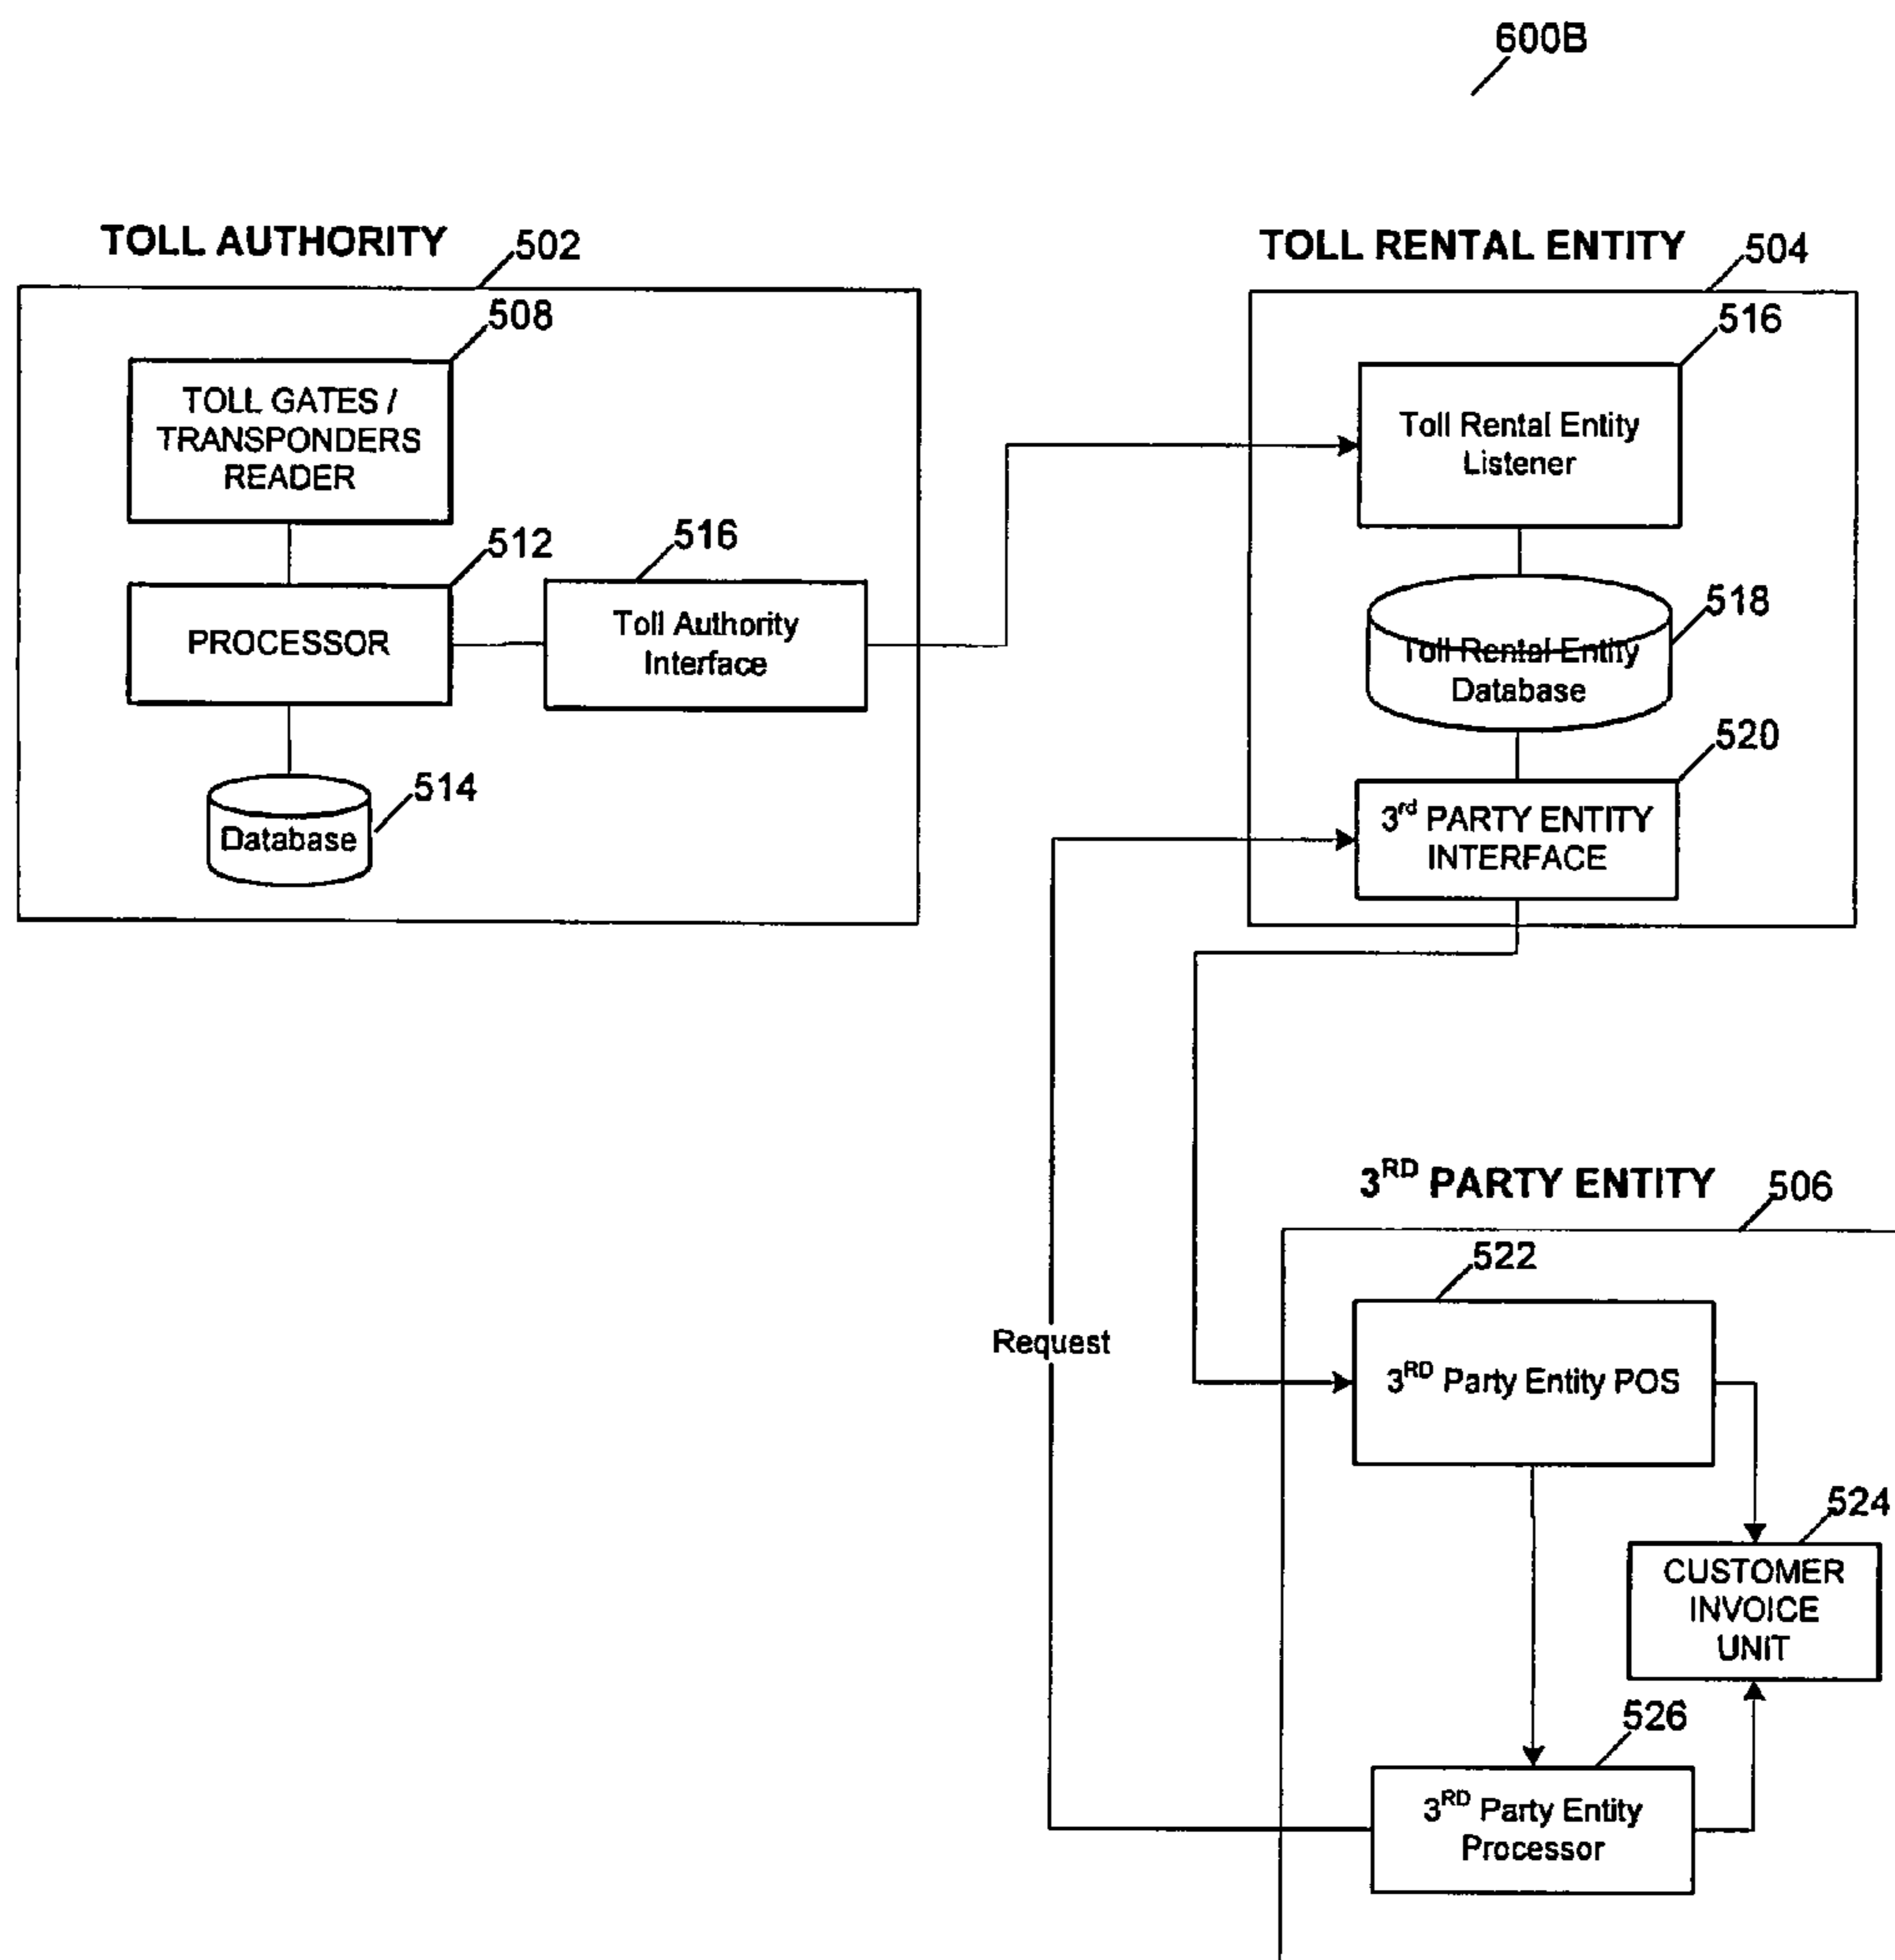 600B
TOLL AUTHORITY
502
508
TOLL GATES /
TRANSPONDERS
READER
512
PROCESSOR
516
Toll Authority
Interface
514
Database
TOLL RENTAL ENTITY
504
516
Toll Rental Entity
Listener
518
Toll Rental Entity
Database
520
3rd PARTY ENTITY
INTERFACE
Request
3RD PARTY ENTITY
506
522
3RD Party Entity POS
524
CUSTOMER
INVOICE
UNIT
526
3RD Party Entity
Processor